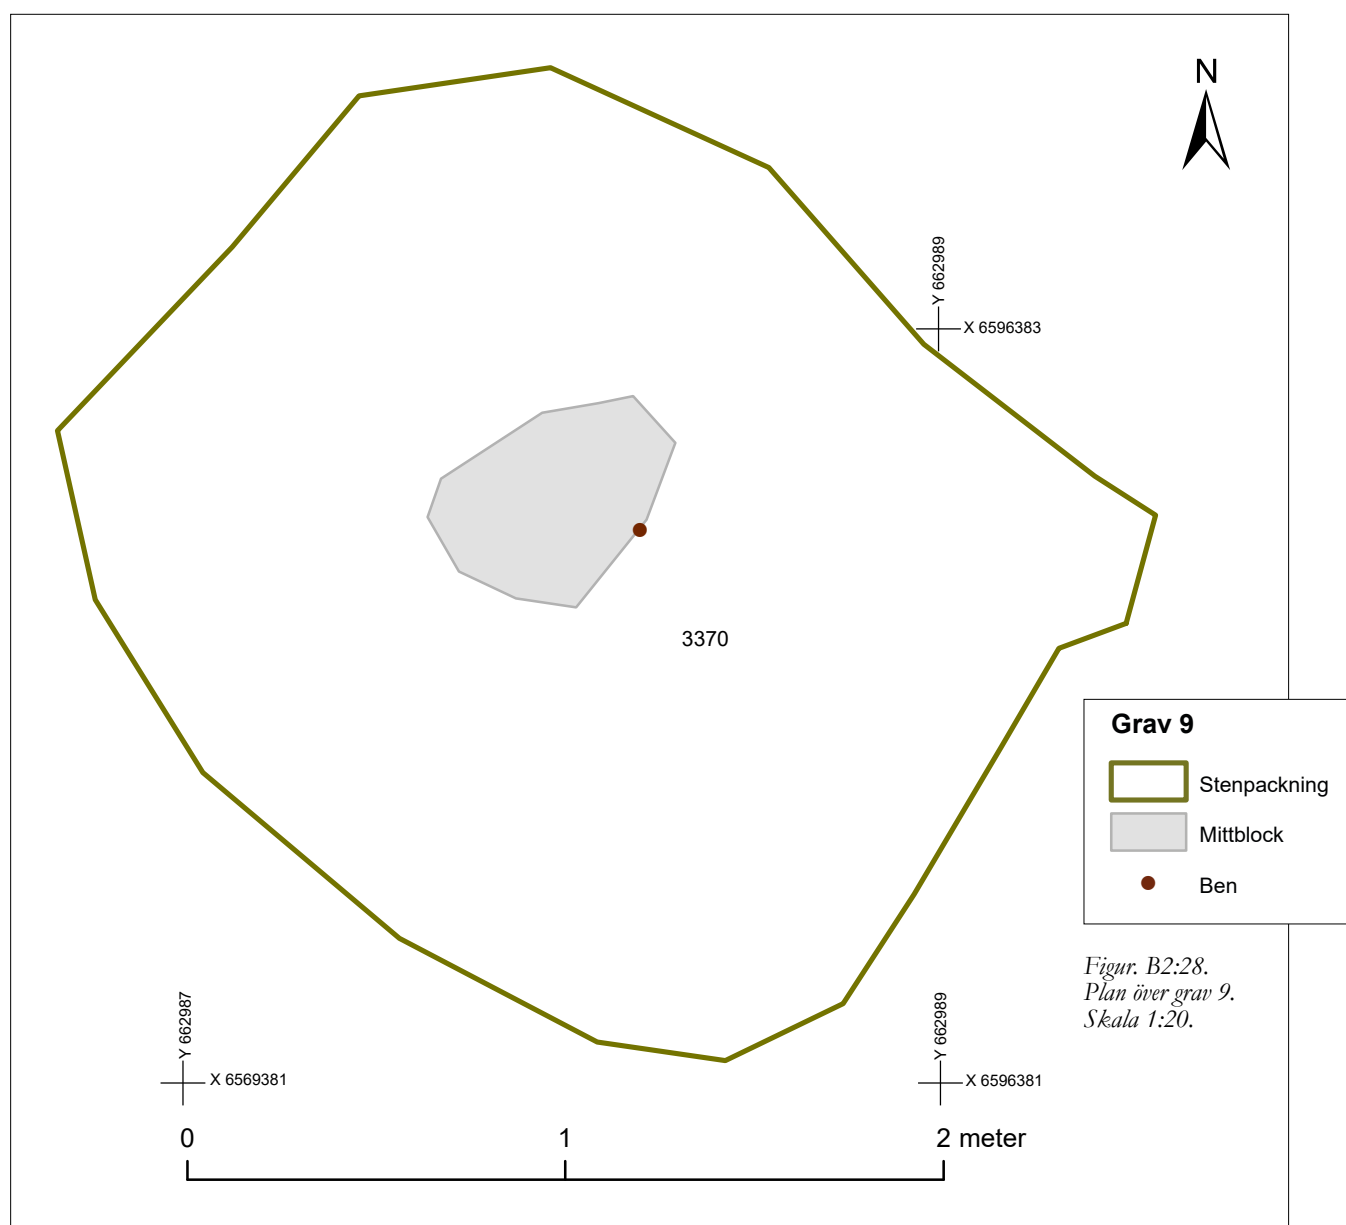 N
Y 662989
X 6596383
3370
Grav 9
Stenpackning
Mittblock
Ben
Figur. B2:28.
Plan över grav 9.
Skala 1:20.
Y 662987
X 6569381
Y 662989
X 6596381
0 1 2 meter